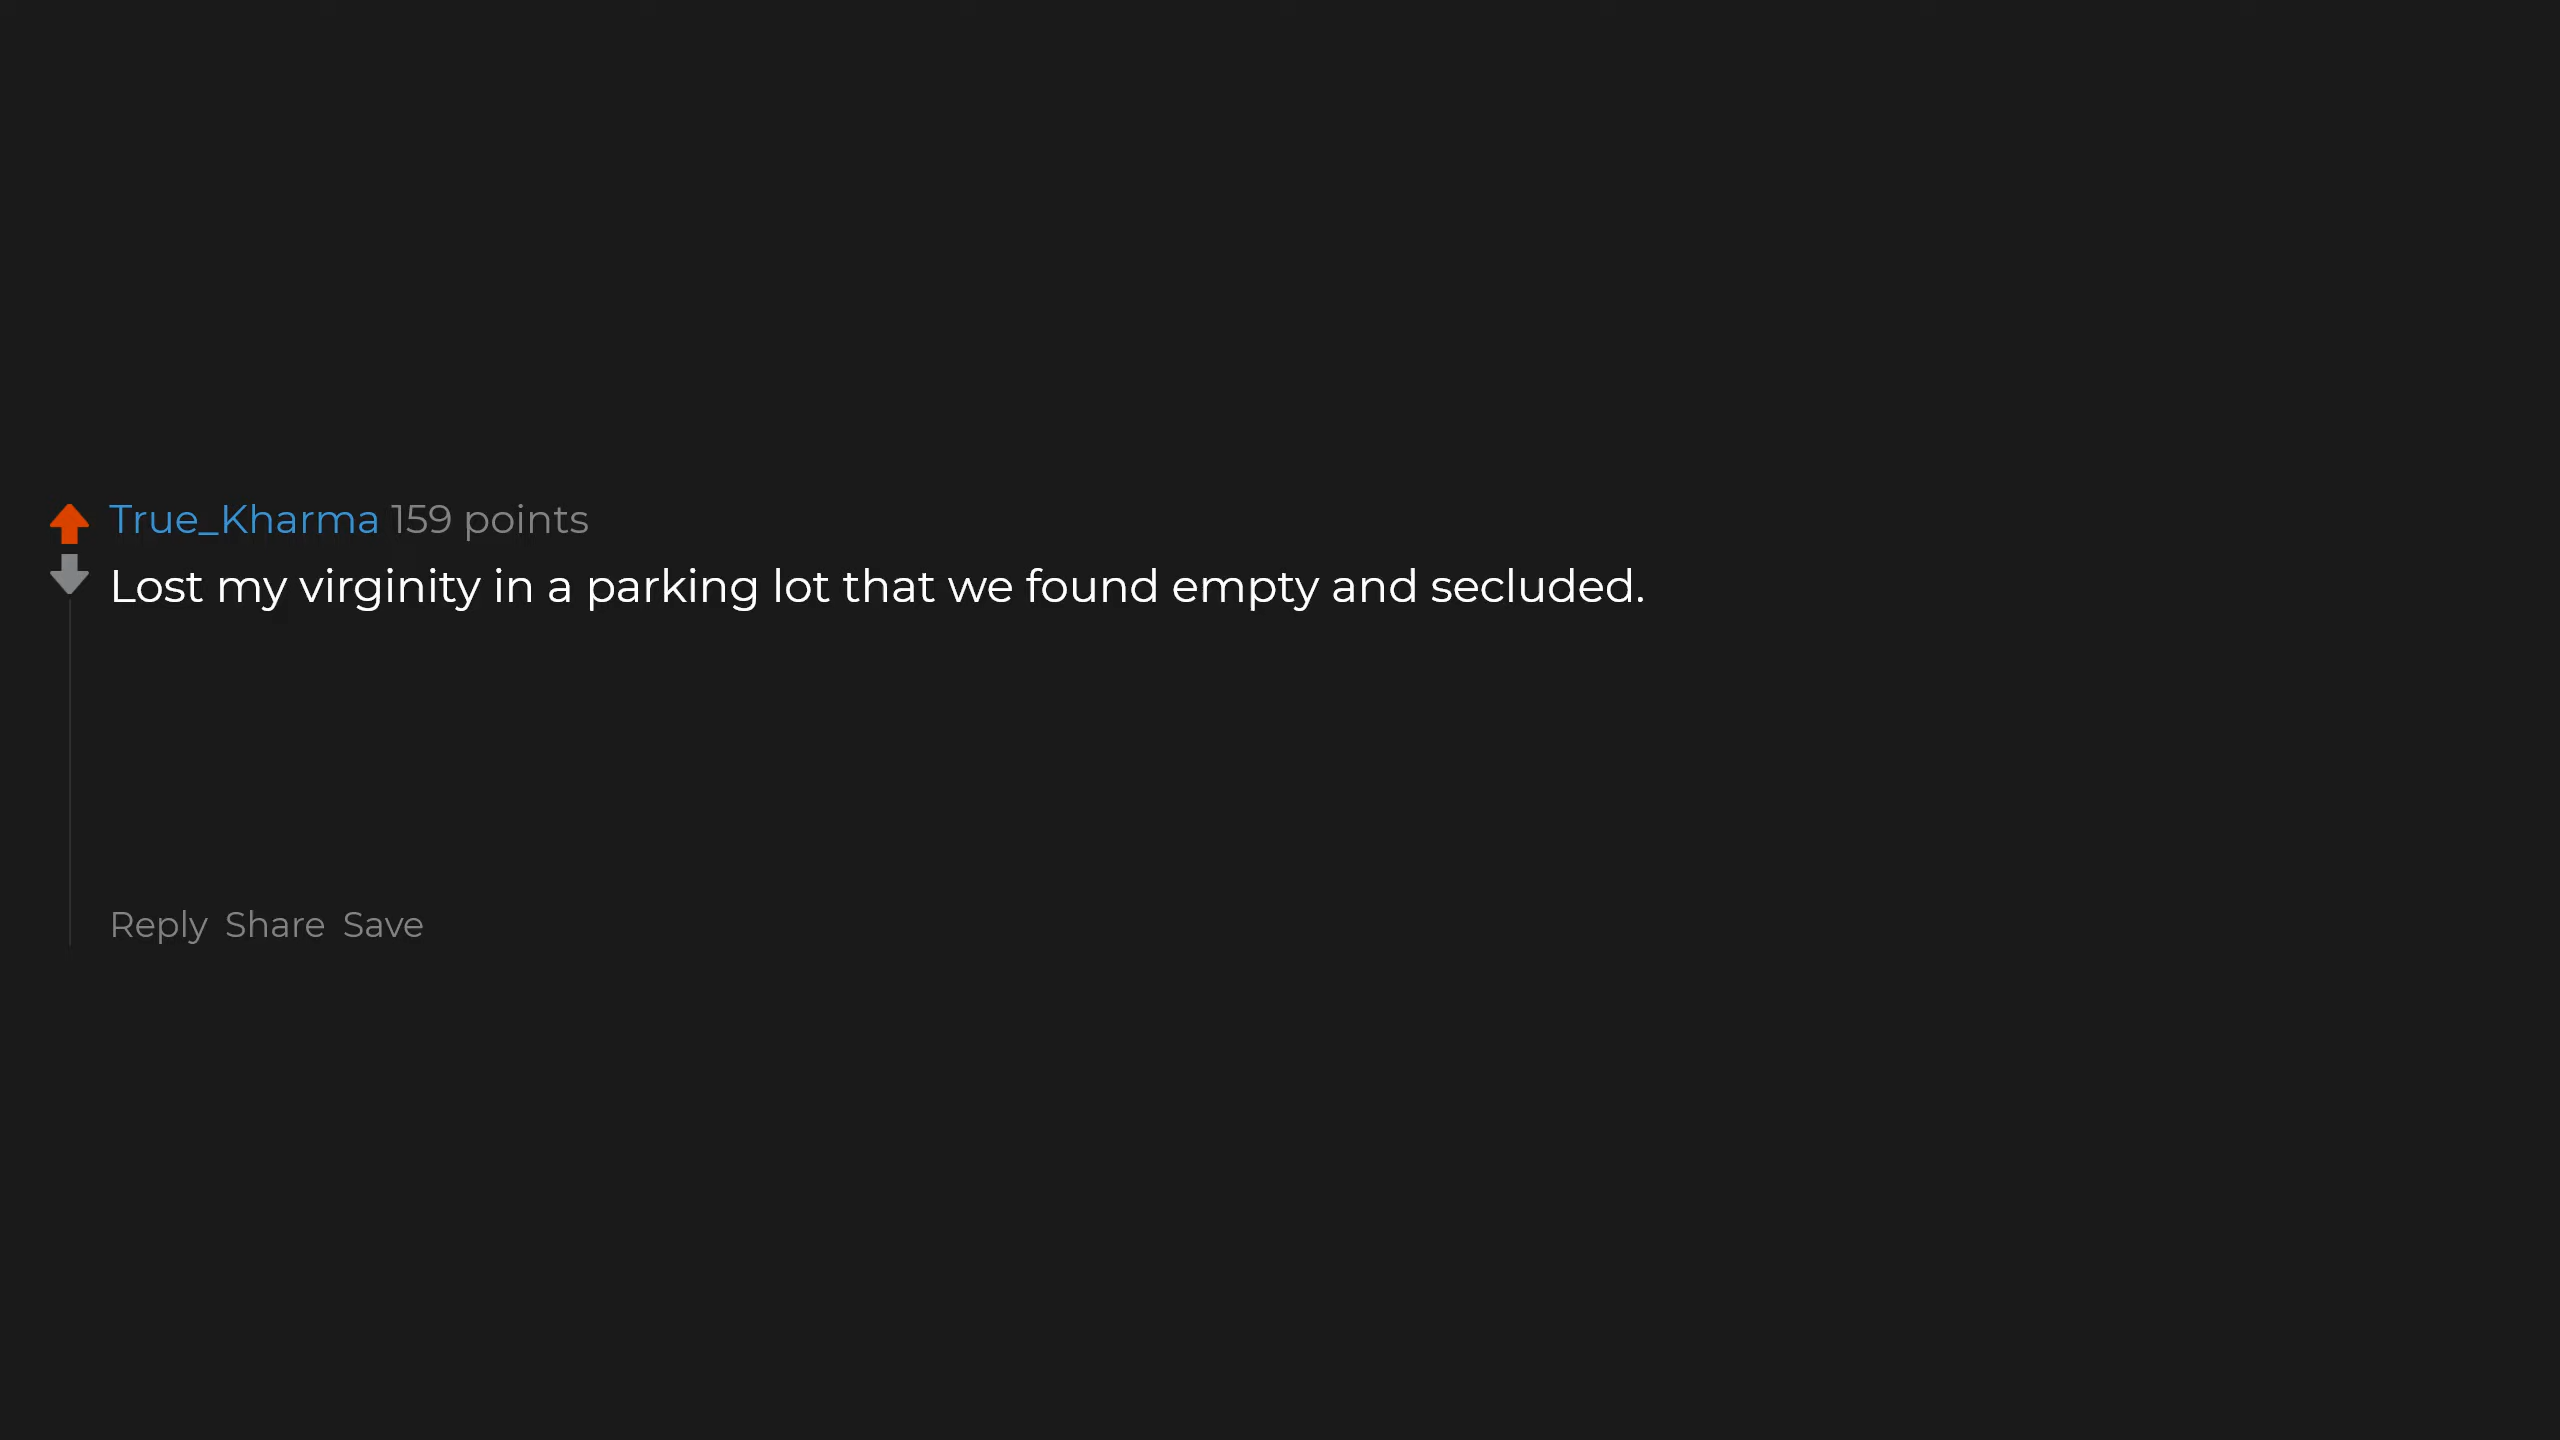 True_Kharma 159 points
Lost my virginity in a parking lot that we found empty and secluded.
Reply Share Save